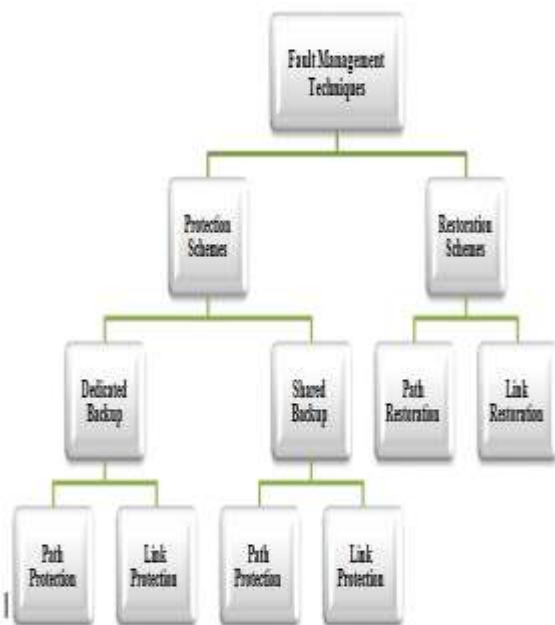 Fault Management
Techniques
Protection
Schemes
Restoration
Schemes
Dedicated
Backup
Shared
Backup
Path
Restoration
Link
Restoration
Path
Protection
Link
Protection
Path
Protection
Link
Protection